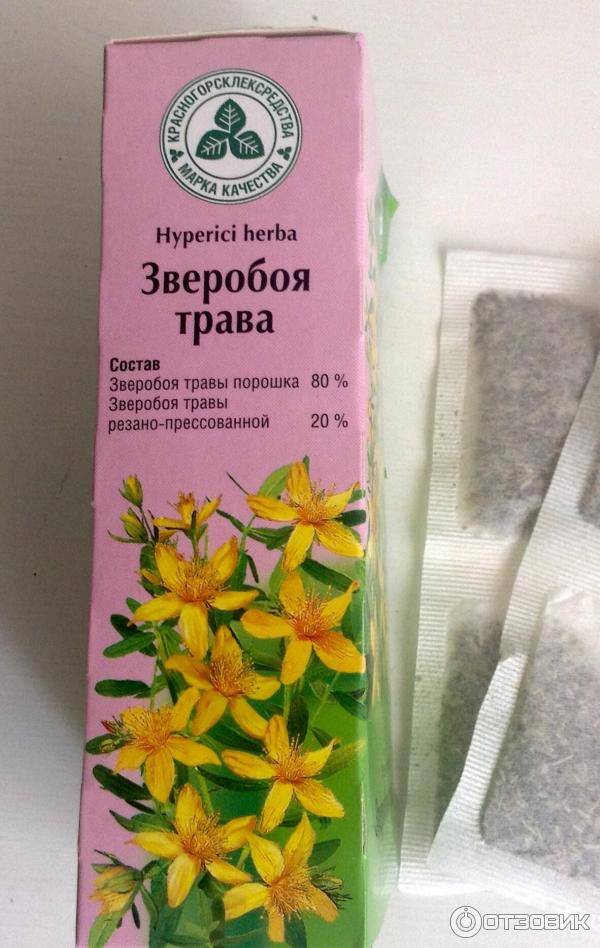 КРАСНОГОРСКЛЕКСРЕДСТВА
МАРКА КАЧЕСТВА
Hyperici herba
Зверобоя
трава
Состав
Зверобоя травы порошка 80 %
Зверобоя травы
резано-прессованной 20 %
ОТЗОВИК